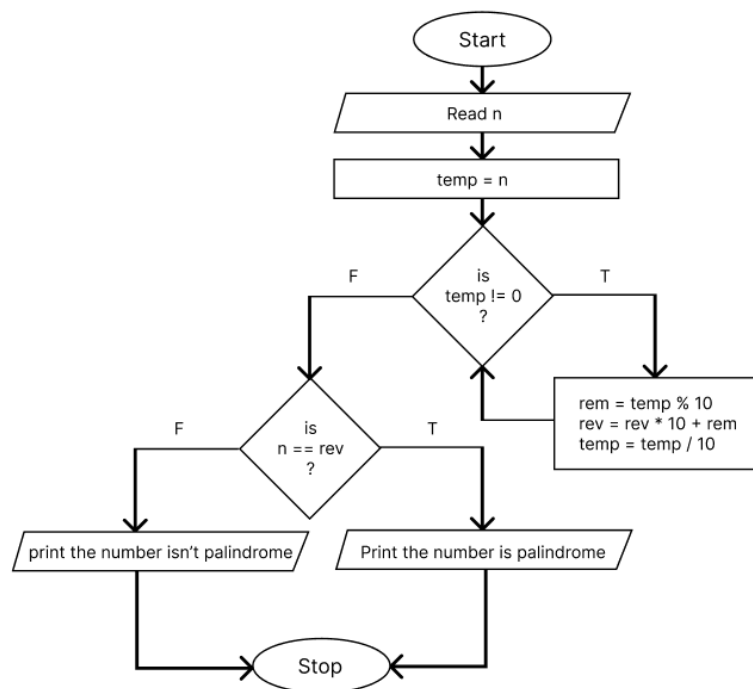 Start
Read n
temp = n
F
is
temp != 0
?
T
rem = temp % 10
rev = rev * 10 + rem
temp = temp / 10
F
is
n == rev
?
T
print the number isn’t palindrome
Print the number is palindrome
Stop